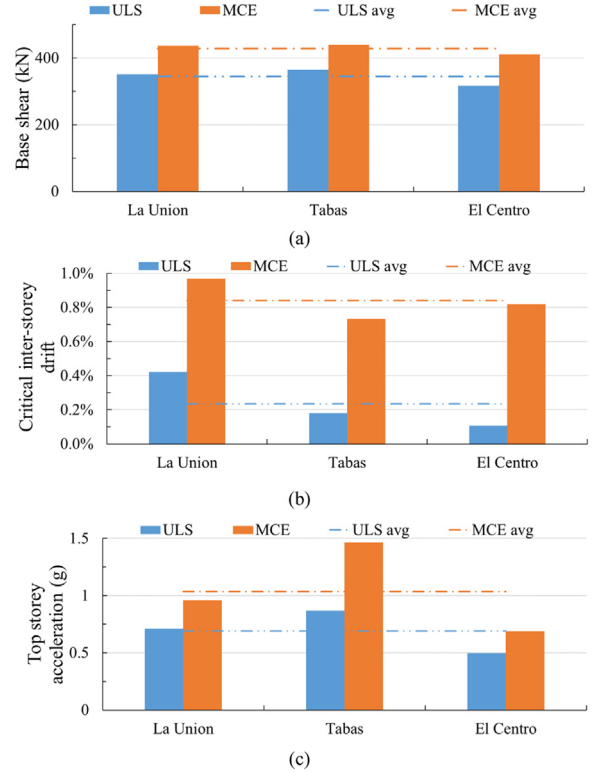 ULS MCE ULS avg MCE avg
Base shear (kN)
400
200
0
La Union Tabas El Centro
(a)
ULS MCE ULS avg MCE avg
Critical inter-storey
drift
1.0%
0.8%
0.6%
0.4%
0.2%
0.0%
La Union Tabas El Centro
(b)
ULS MCE ULS avg MCE avg
Top storey
acceleration (g)
1.5
1
0.5
0
La Union Tabas El Centro
(c)